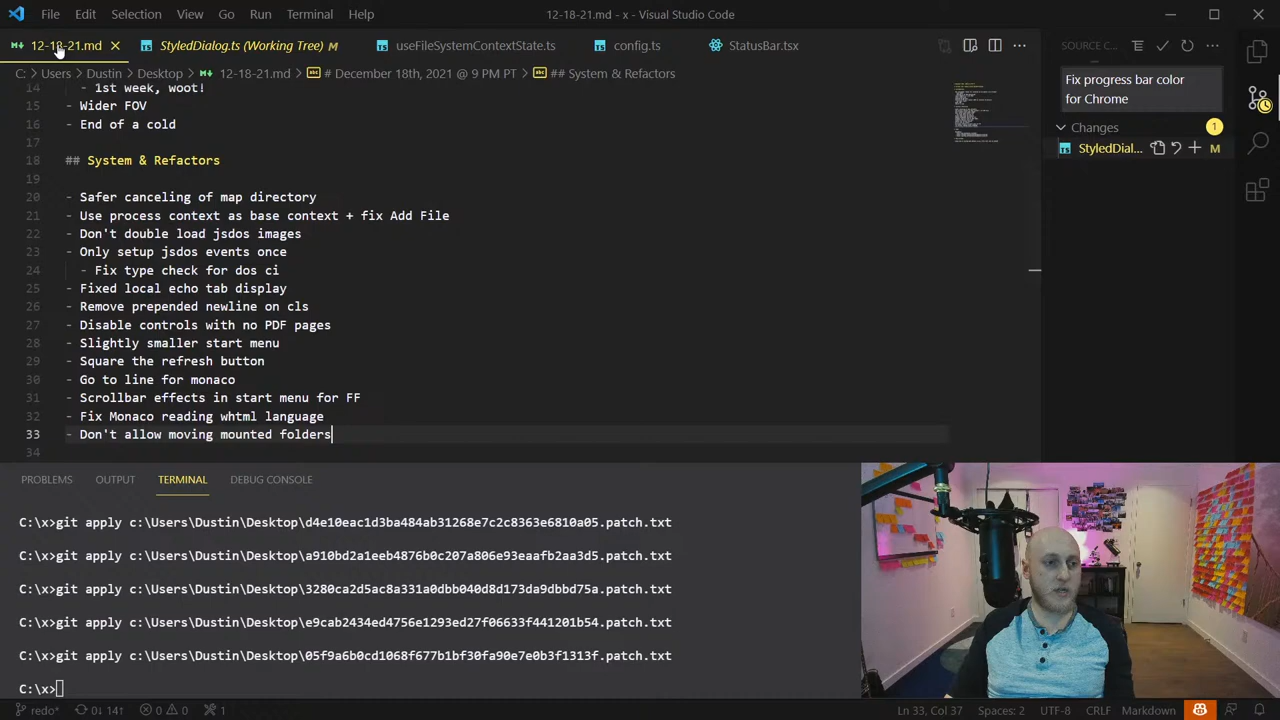 File Edit Selection View Go Run Terminal Help 12-18-21.md - x - Visual Studio Code
12-18-21.md StyledDialog.ts (Working Tree) M useFileSystemContextState.ts config.ts StatusBar.tsx SOURCE C...
C: > Users > Dustin > Desktop > 12-18-21.md > # December 18th, 2021 @ 9 PM PT > ## System & Refactors
Fix progress bar color
for Chrome
Changes 1
StyledDial... M
14 - 1st week, woot!
15 - Wider FOV
16 - End of a cold
17
18 ## System & Refactors
19
20 - Safer canceling of map directory
21 - Use process context as base context + fix Add File
22 - Don't double load jsdos images
23 - Only setup jsdos events once
24 - Fix type check for dos ci
25 - Fixed local echo tab display
26 - Remove prepended newline on cls
27 - Disable controls with no PDF pages
28 - Slightly smaller start menu
29 - Square the refresh button
30 - Go to line for monaco
31 - Scrollbar effects in start menu for FF
32 - Fix Monaco reading whtml language
33 - Don't allow moving mounted folders
34
PROBLEMS OUTPUT TERMINAL DEBUG CONSOLE
C:\x>git apply c:\Users\Dustin\Desktop\d4e10eac1d3ba484ab31268e7c2c8363e6810a05.patch.txt
C:\x>git apply c:\Users\Dustin\Desktop\a910bd2a1eeb4876b0c207a806e93eaafb2aa3d5.patch.txt
C:\x>git apply c:\Users\Dustin\Desktop\3280ca2d5ac8a331a0dbb040d8d173da9dbbd75a.patch.txt
C:\x>git apply c:\Users\Dustin\Desktop\e9cab2434ed4756e1293ed27f06633f441201b54.patch.txt
C:\x>git apply c:\Users\Dustin\Desktop\05f9a6b0cd1068f677b1bf30fa90e7e0b3f1313f.patch.txt
C:\x>
redo* 0↓ 14↑ 0 0 1 Ln 33, Col 37 Spaces: 2 UTF-8 CRLF Markdown